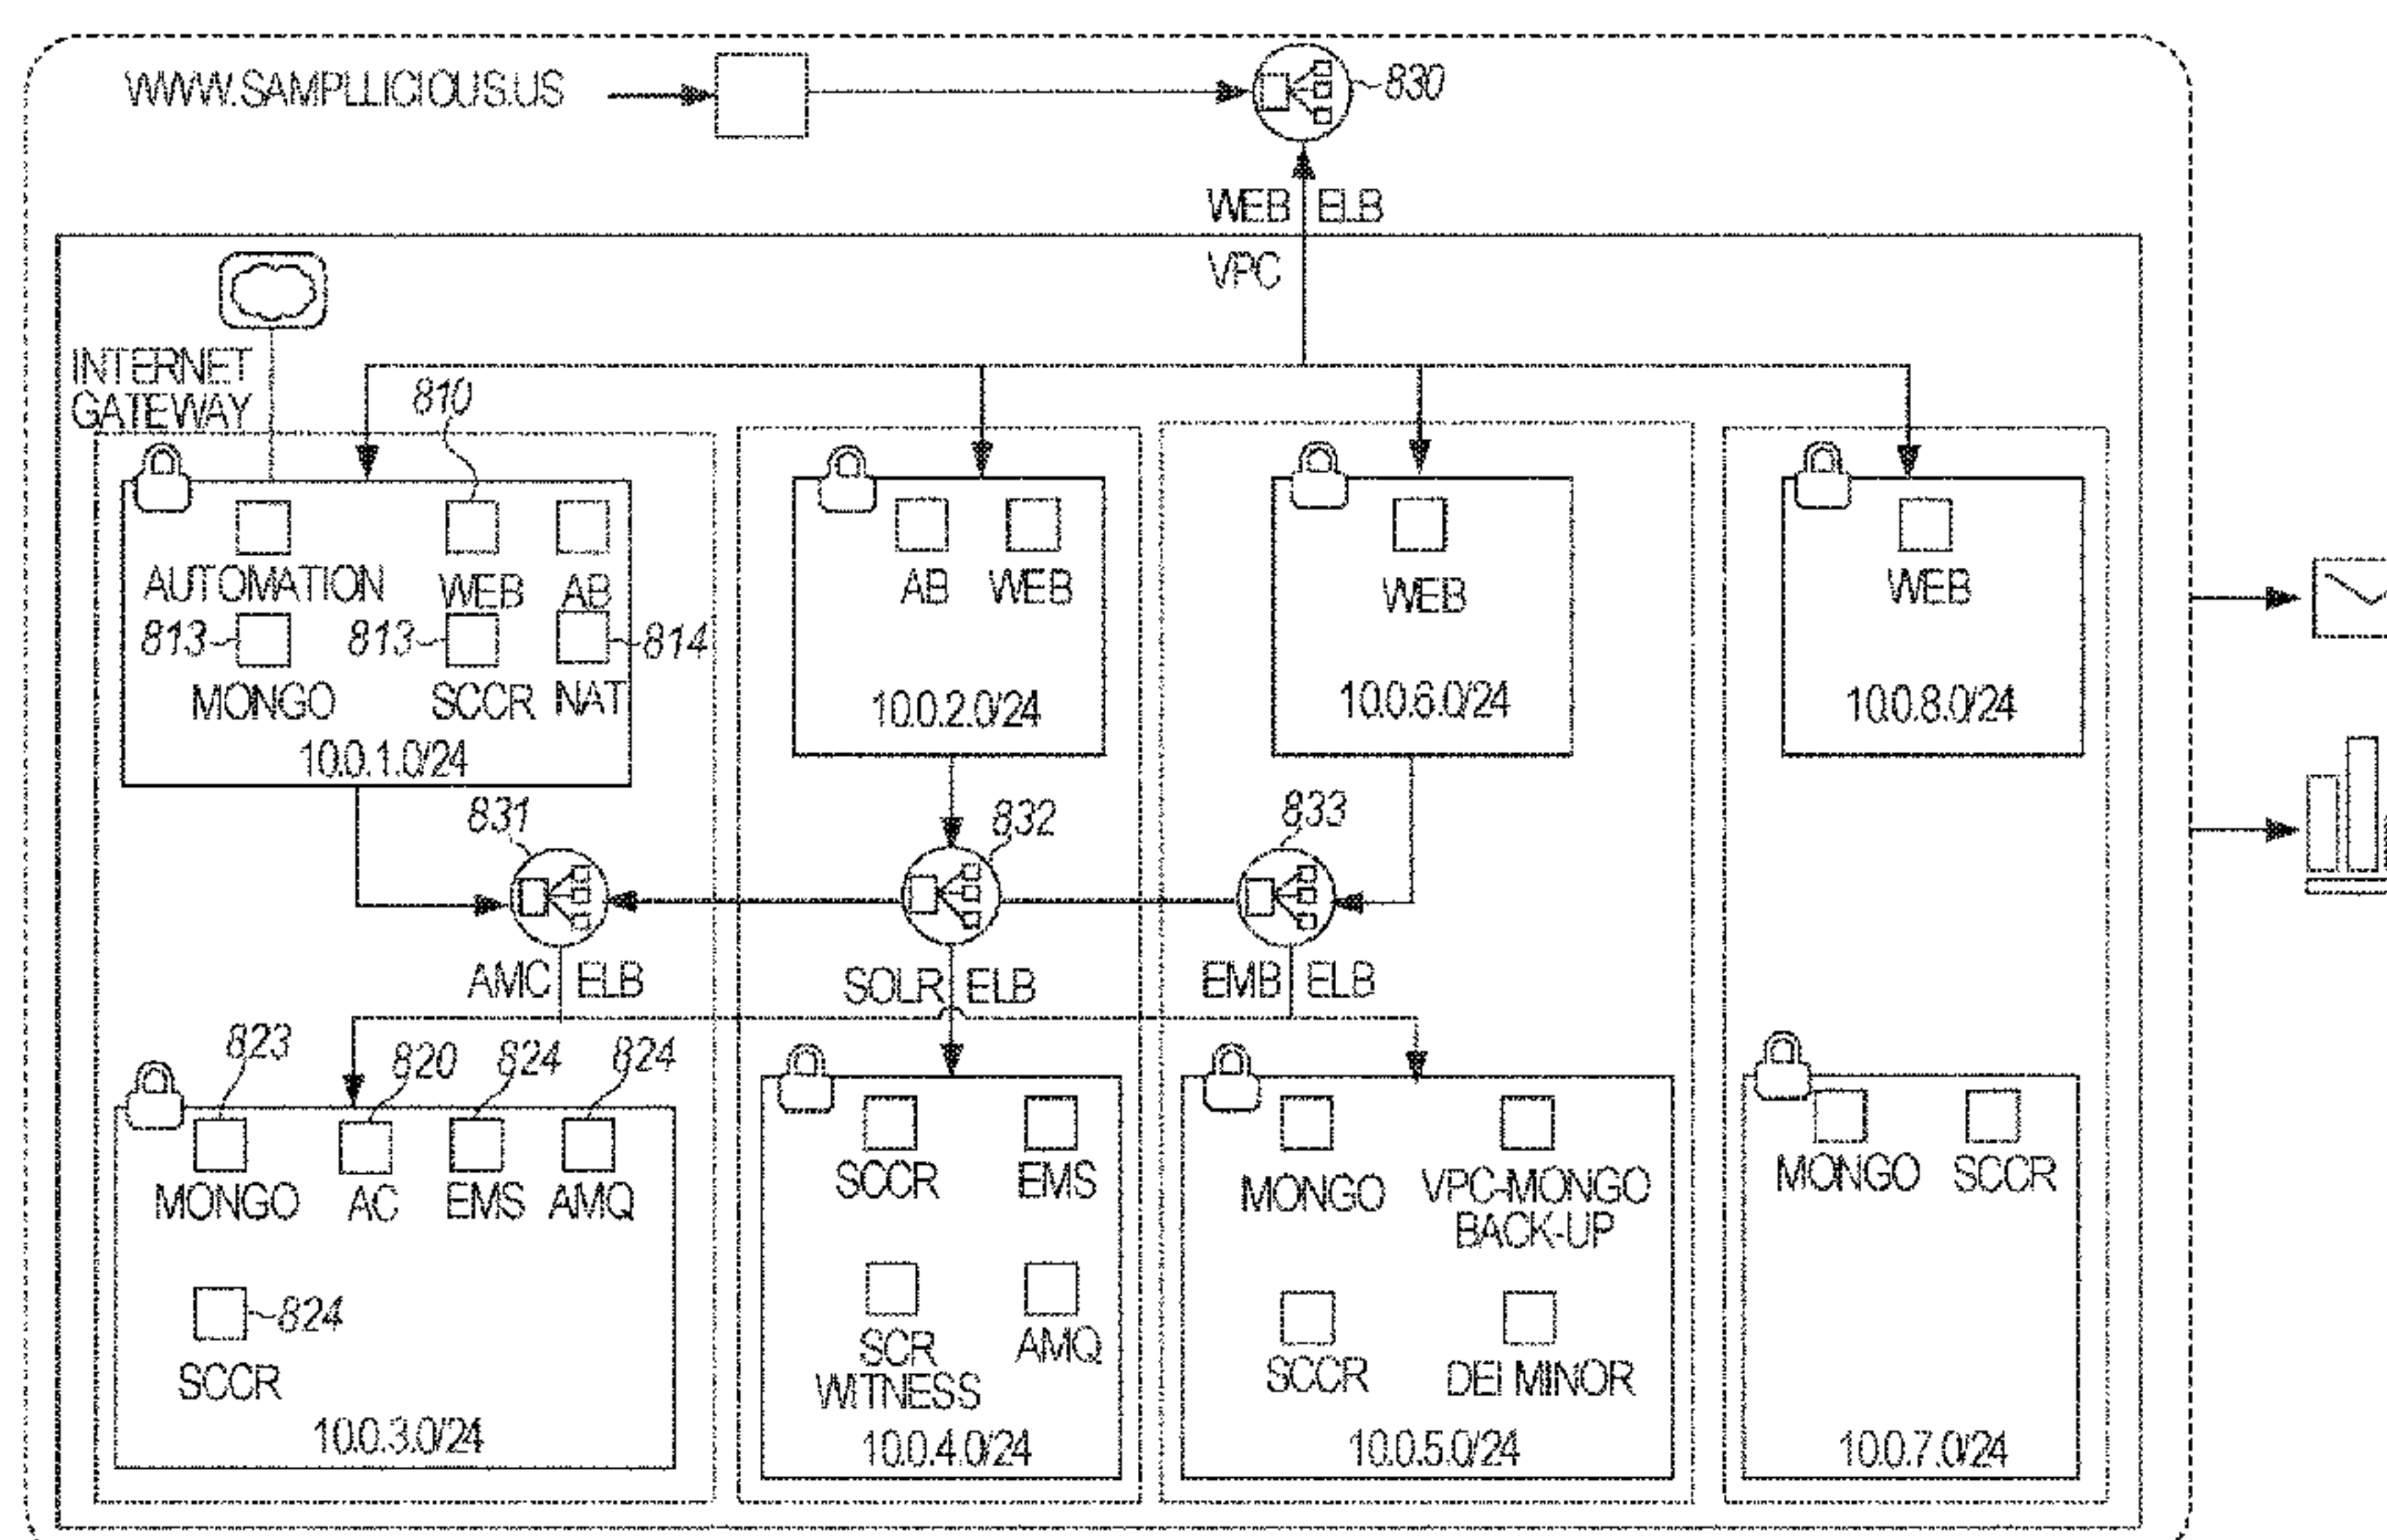 WWW.SAMPLLICIOUS.US
830
WEB ELB
VPC
INTERNET
GATEWAY
810
AUTOMATION WEB AB
813 813 814
MONGO SCCR NAT
10.0.1.0/24
AB WEB
10.0.2.0/24
WEB
10.0.6.0/24
WEB
10.0.8.0/24
831
832
833
AMC ELB
SOLR ELB
EMB ELB
823 820 824 824
MONGO AC EMS AMQ
824
SCCR
10.0.3.0/24
SCCR EMS
SCR
WITNESS
AMQ
10.0.4.0/24
MONGO VPC-MONGO
BACK-UP
SCCR DEI MINOR
10.0.5.0/24
MONGO SCCR
10.0.7.0/24